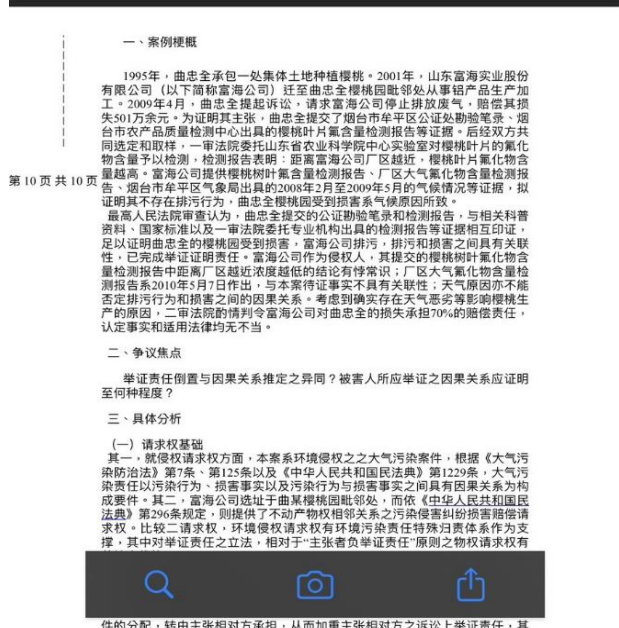 一、案例梗概
1995年，曲忠全承包一处集体土地种植樱桃。2001年，山东富海实业股份
有限公司（以下简称富海公司）迁至曲忠全樱桃园毗邻处从事铝产品生产加
工。2009年4月，曲忠全提起诉讼，请求富海公司停止排放废气，赔偿其损
失501万余元。为证明其主张，曲忠全提交了烟台市牟平区公证处勘验笔录、烟
台市农产品质量检测中心出具的樱桃叶片氟含量检测报告等证据。后经双方共
同选定和取样，一审法院委托山东省农业科学院中心实验室对樱桃叶片的氟化
物含量予以检测，检测报告表明：距离富海公司厂区越近，樱桃叶片氟化物含
量越高。富海公司提供樱桃树叶氟含量检测报告、厂区大气氟化物含量检测报
第 10 页 共 10 页
告、烟台市牟平区气象局出具的2008年2月至2009年5月的气候情况等证据，拟
证明其不存在排污行为，曲忠全樱桃园受到损害系气候原因所致。
最高人民法院审查认为，曲忠全提交的公证勘验笔录和检测报告，与相关科普
资料、国家标准以及一审法院委托专业机构出具的检测报告等证据相互印证，
足以证明曲忠全的樱桃园受到损害，富海公司排污，排污和损害之间具有关联
性，已完成举证证明责任。富海公司作为侵权人，其提交的樱桃树叶氟化物含
量检测报告中距离厂区越近浓度越低的结论有悖常识；厂区大气氟化物含量检
测报告系2010年5月7日作出，与本案待证事实不具有关联性；天气原因亦不能
否定排污行为和损害之间的因果关系。考虑到确实存在天气恶劣等影响樱桃生
产的原因，二审法院酌情判令富海公司对曲忠全的损失承担70%的赔偿责任，
认定事实和适用法律均无不当。
二、争议焦点
举证责任倒置与因果关系推定之异同？被害人所应举证之因果关系应证明
至何种程度？
三、具体分析
（一）请求权基础
其一，就侵权请求权方面，本案系环境侵权之之大气污染案件，根据《大气污
染防治法》第7条、第125条以及《中华人民共和国民法典》第1229条，大气污
染责任以污染行为、损害事实以及污染行为与损害事实之间具有因果关系为构
成要件。其二，富海公司选址于曲某樱桃园毗邻处，而依《中华人民共和国民
法典》第296条规定，则提供了不动产物权相邻关系之污染侵害纠纷损害赔偿请
求权。比较二请求权，环境侵权请求权有环境污染责任特殊归责体系作为支
撑，其中对举证责任之立法，相对于“主张者负举证责任”原则之物权请求权有
件的分配，转由主张相对方承担，从而加重主张相对方之诉讼上举证责任，其